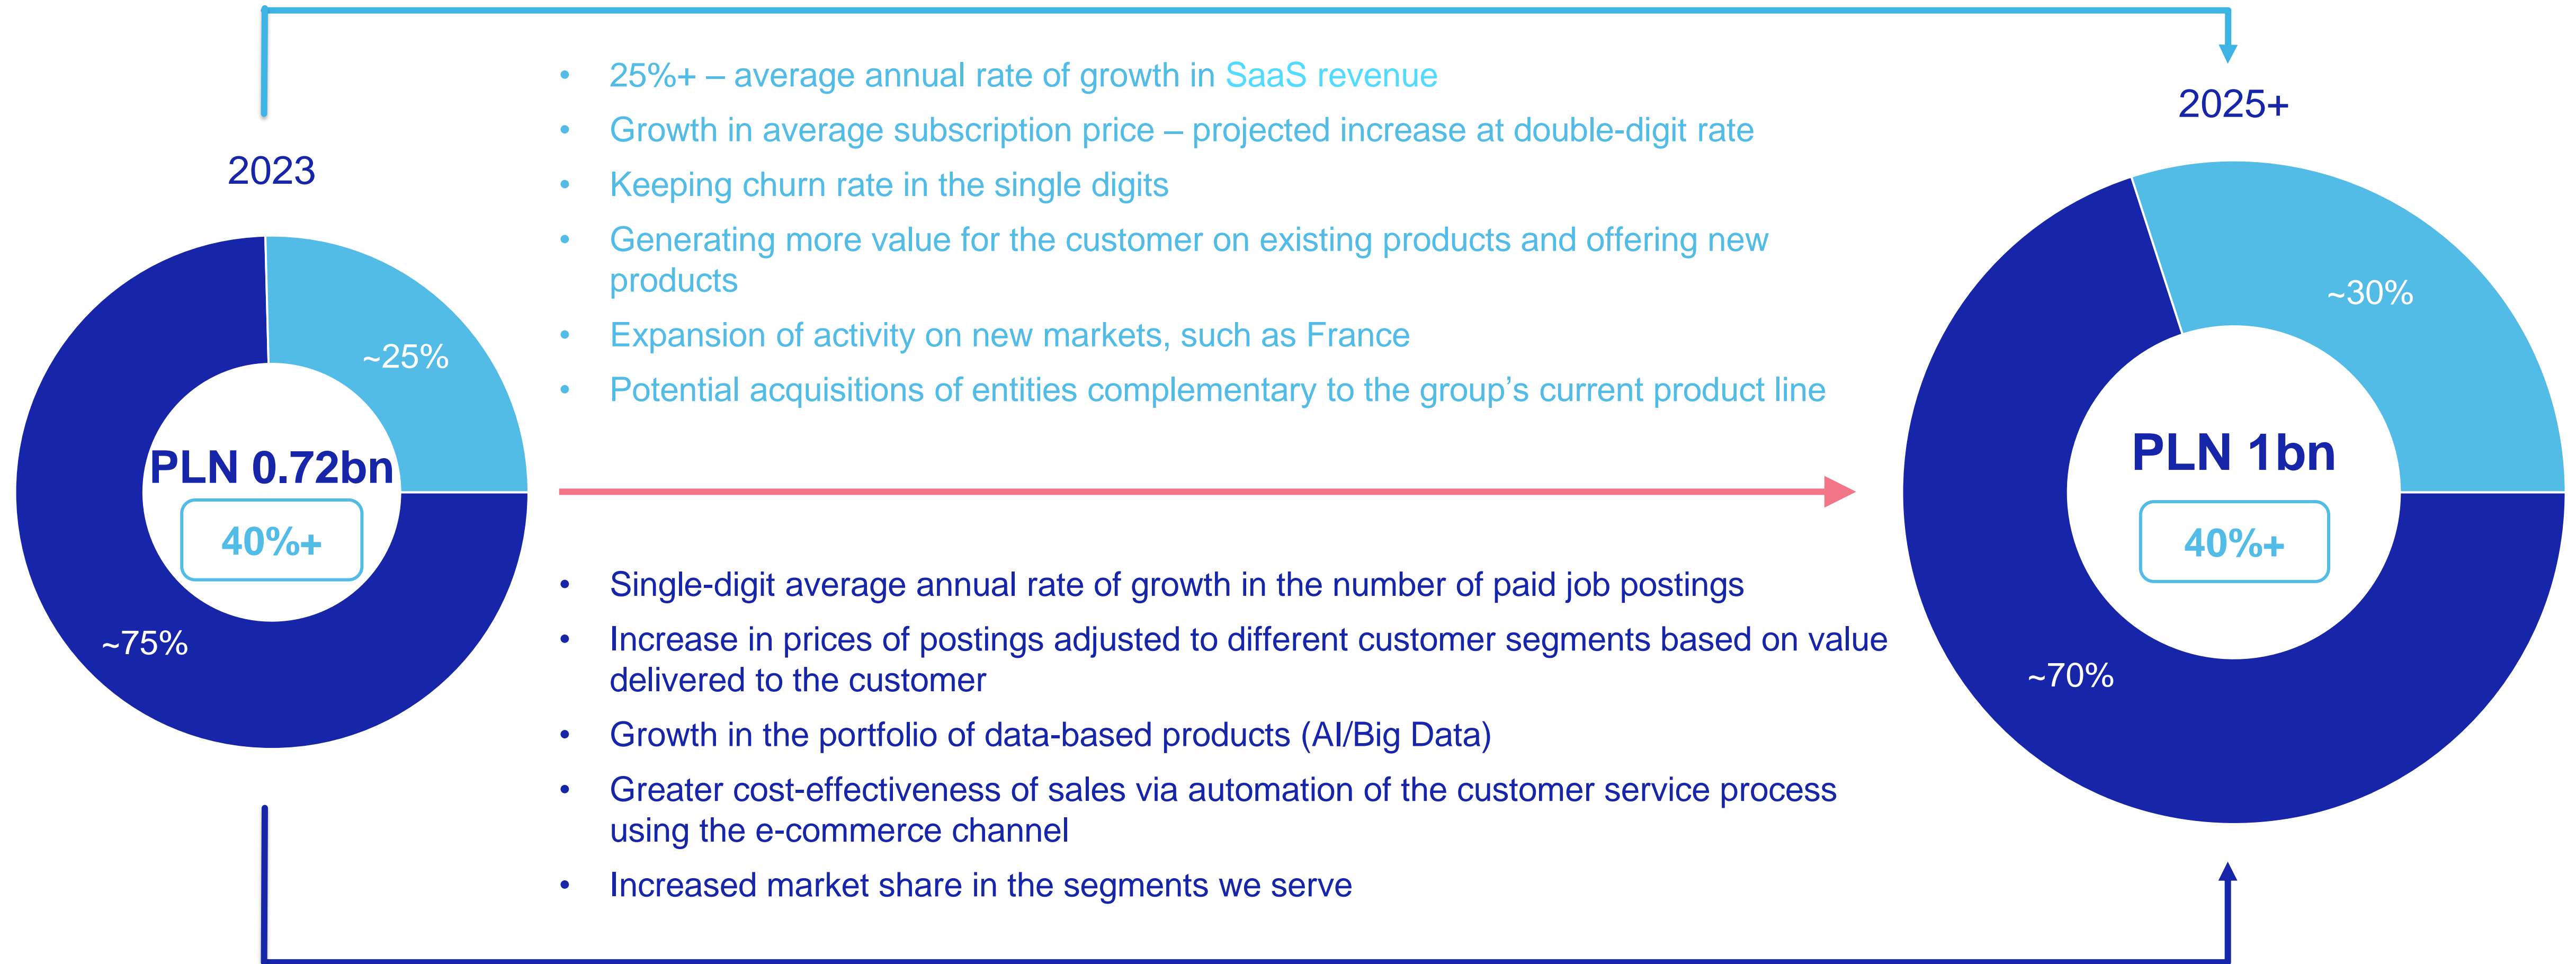 2023
~25%
PLN 0.72bn
40%+
~75%
• 25%+ – average annual rate of growth in SaaS revenue
• Growth in average subscription price – projected increase at double-digit rate
• Keeping churn rate in the single digits
• Generating more value for the customer on existing products and offering new
products
• Expansion of activity on new markets, such as France
• Potential acquisitions of entities complementary to the group’s current product line
• Single-digit average annual rate of growth in the number of paid job postings
• Increase in prices of postings adjusted to different customer segments based on value
delivered to the customer
• Growth in the portfolio of data-based products (AI/Big Data)
• Greater cost-effectiveness of sales via automation of the customer service process
using the e-commerce channel
• Increased market share in the segments we serve
2025+
~30%
PLN 1bn
40%+
~70%